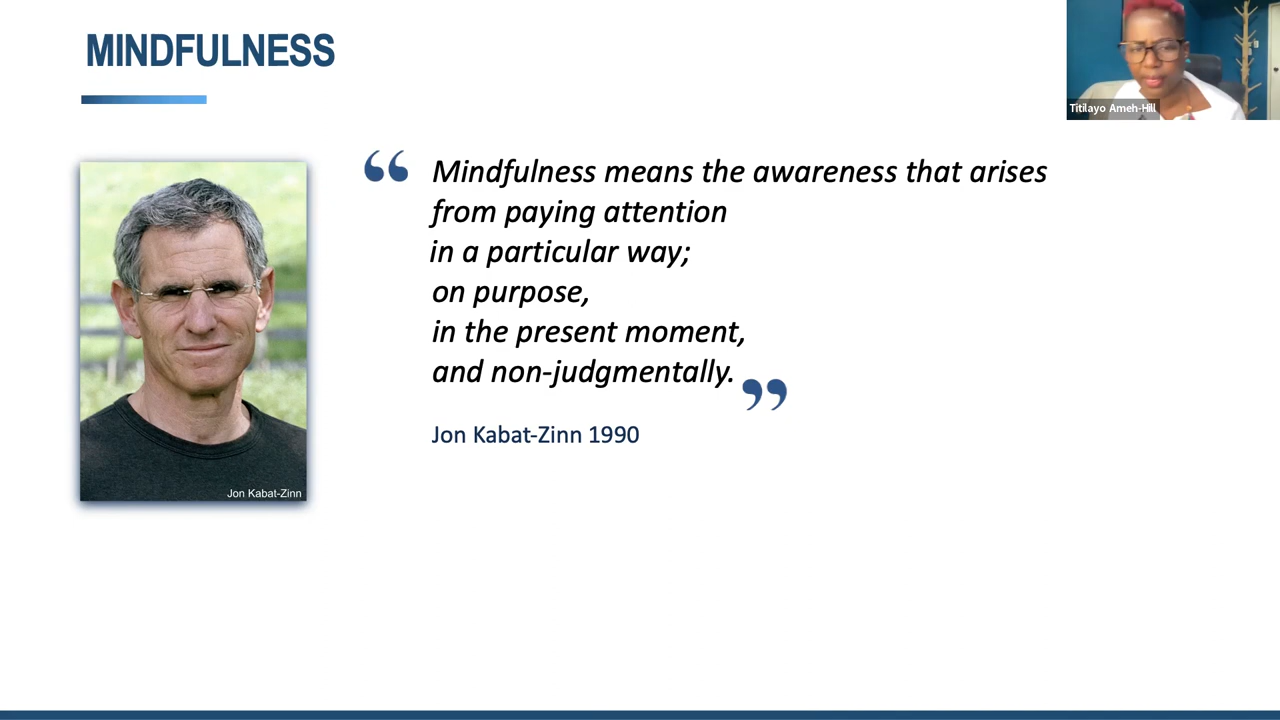 MINDFULNESS
Titilayo Ameh-Hill
“ Mindfulness means the awareness that arises
from paying attention
in a particular way;
on purpose,
in the present moment,
and non-judgmentally. ”
Jon Kabat-Zinn 1990
Jon Kabat-Zinn